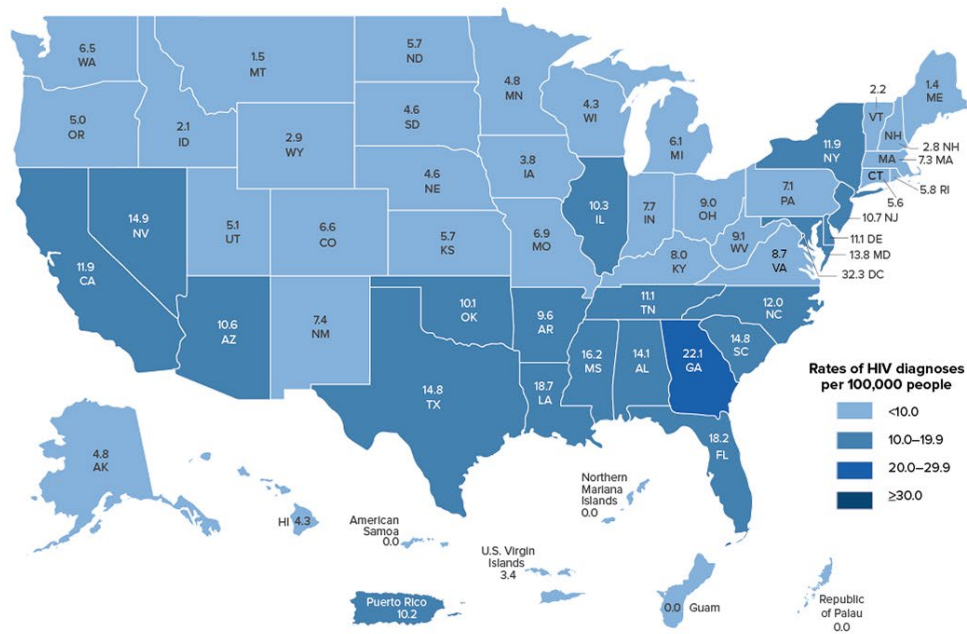 6.5
WA
1.5
MT
5.7
ND
4.8
MN
4.3
WI
6.1
MI
2.2
VT
1.4
ME
NH
2.8 NH
MA
7.3 MA
CT
5.6
5.8 RI
5.0
OR
2.1
ID
2.9
WY
4.6
SD
3.8
IA
11.9
NY
4.6
NE
10.3
IL
7.7
IN
9.0
OH
7.1
PA
10.7 NJ
11.1 DE
13.8 MD
32.3 DC
14.9
NV
5.1
UT
6.6
CO
5.7
KS
6.9
MO
8.0
KY
9.1
WV
8.7
VA
11.9
CA
10.6
AZ
7.4
NM
10.1
OK
9.6
AR
11.1
TN
12.0
NC
14.8
SC
14.8
TX
18.7
LA
16.2
MS
14.1
AL
22.1
GA
18.2
FL
Rates of HIV diagnoses
per 100,000 people
<10.0
10.0–19.9
20.0–29.9
≥30.0
4.8
AK
HI 4.3
American
Samoa
0.0
Northern
Mariana
Islands
0.0
U.S. Virgin
Islands
3.4
Puerto Rico
10.2
0.0 Guam
Republic
of Palau
0.0